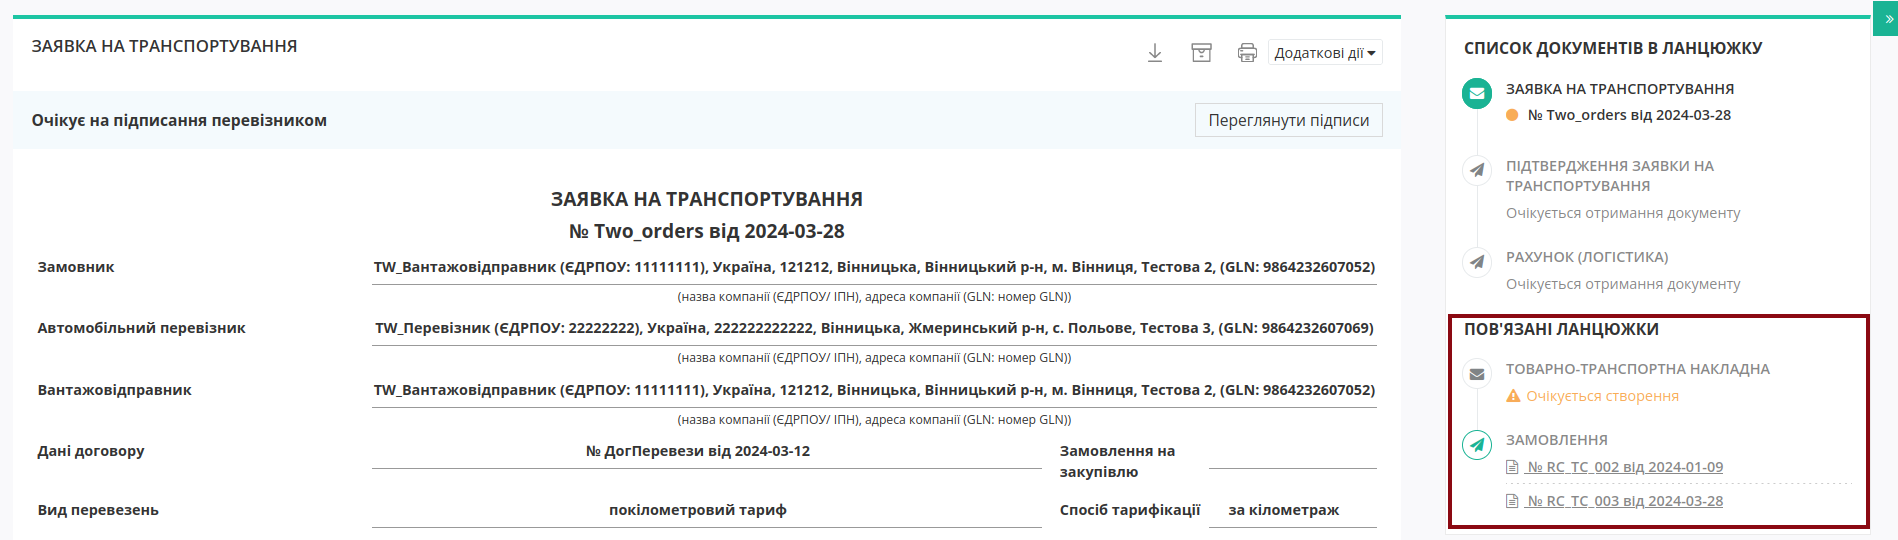 ЗАЯВКА НА ТРАНСПОРТУВАННЯ
Додаткові дії
Очікує на підписання перевізником
Переглянути підписи
ЗАЯВКА НА ТРАНСПОРТУВАННЯ
№ Two_orders від 2024-03-28
Замовник
TW_Вантажовідправник (ЄДРПОУ: 11111111), Україна, 121212, Вінницька, Вінницький р-н, м. Вінниця, Тестова 2, (GLN: 9864232607052)
(назва компанії (ЄДРПОУ/ ІПН), адреса компанії (GLN: номер GLN))
Автомобільний перевізник
TW_Перевізник (ЄДРПОУ: 22222222), Україна, 222222222222, Вінницька, Жмеринський р-н, с. Польове, Тестова 3, (GLN: 9864232607069)
(назва компанії (ЄДРПОУ/ ІПН), адреса компанії (GLN: номер GLN))
Вантажовідправник
TW_Вантажовідправник (ЄДРПОУ: 11111111), Україна, 121212, Вінницька, Вінницький р-н, м. Вінниця, Тестова 2, (GLN: 9864232607052)
(назва компанії (ЄДРПОУ/ ІПН), адреса компанії (GLN: номер GLN))
Дані договору
№ ДогПеревези від 2024-03-12
Замовлення на
закупівлю
Вид перевезень
покілометровий тариф
Спосіб тарифікації
за кілометраж
»
СПИСОК ДОКУМЕНТІВ В ЛАНЦЮЖКУ
ЗАЯВКА НА ТРАНСПОРТУВАННЯ
№ Two_orders від 2024-03-28
ПІДТВЕРДЖЕННЯ ЗАЯВКИ НА
ТРАНСПОРТУВАННЯ
Очікується отримання документу
РАХУНОК (ЛОГІСТИКА)
Очікується отримання документу
ПОВ'ЯЗАНІ ЛАНЦЮЖКИ
ТОВАРНО-ТРАНСПОРТНА НАКЛАДНА
Очікується створення
ЗАМОВЛЕННЯ
№ RC_TC_002 від 2024-01-09
№ RC_TC_003 від 2024-03-28